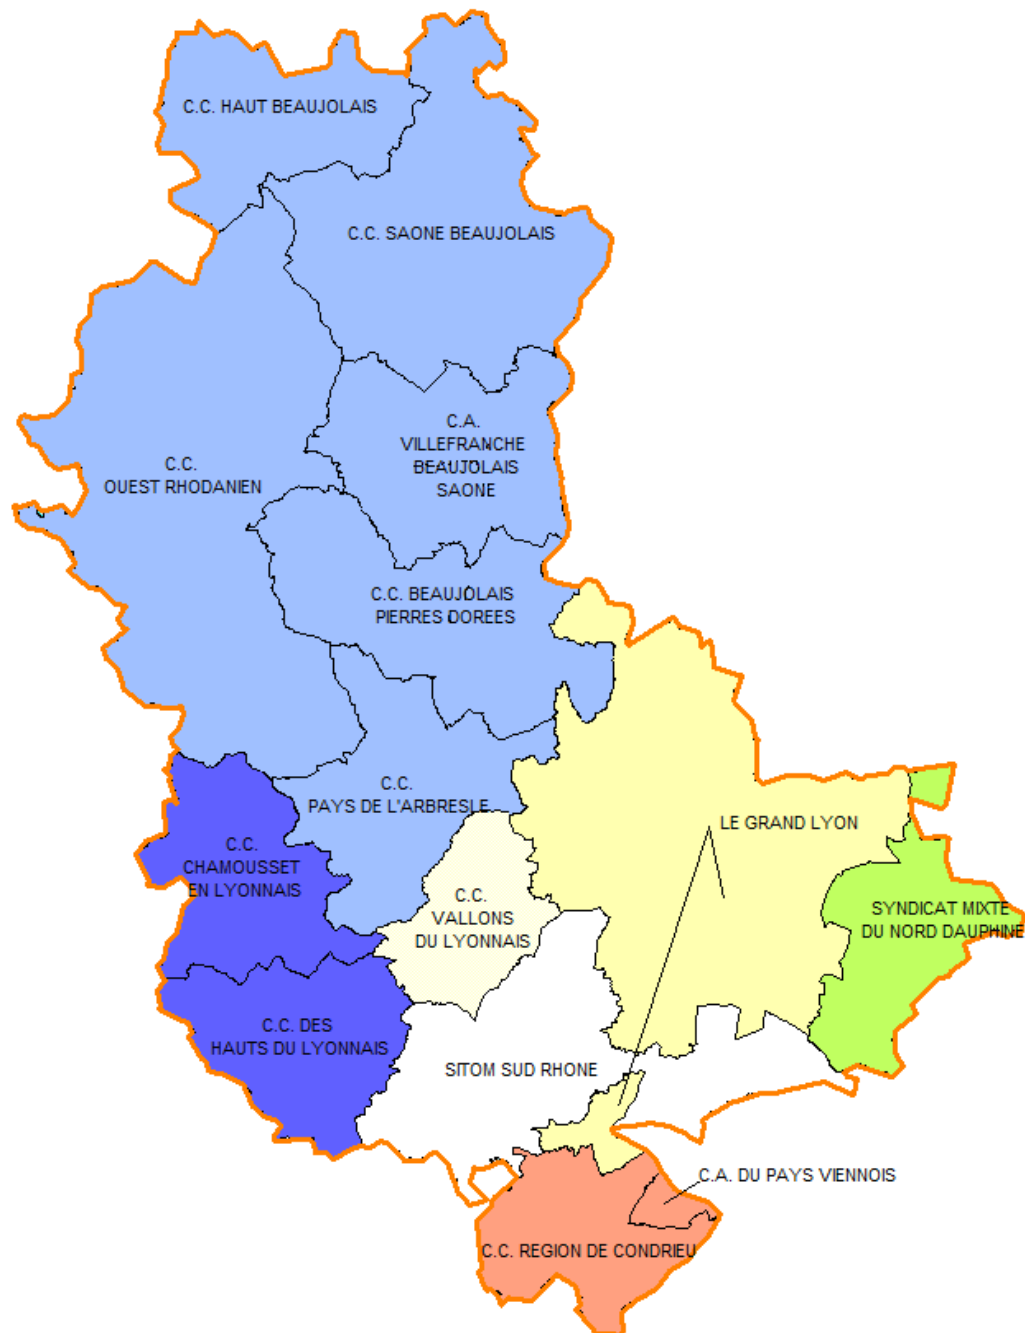 C.C. HAUT BEAUJOLAIS
C.C. SAONE BEAUJOLAIS
C.A.
VILLEFRANCHE
BEAUJOLAIS
SAONE
C.C.
OUEST RHODANIEN
C.C. BEAUJOLAIS
PIERRES DOREES
C.C.
PAYS DE L'ARBRESLE
LE GRAND LYON
C.C.
CHAMOUSSET
EN LYONNAIS
C.C.
VALLONS
DU LYONNAIS
SYNDICAT MIXTE
DU NORD DAUPHINE
C.C. DES
HAUTS DU LYONNAIS
SITOM SUD RHONE
C.A. DU PAYS VIENNOIS
C.C. REGION DE CONDRIEU